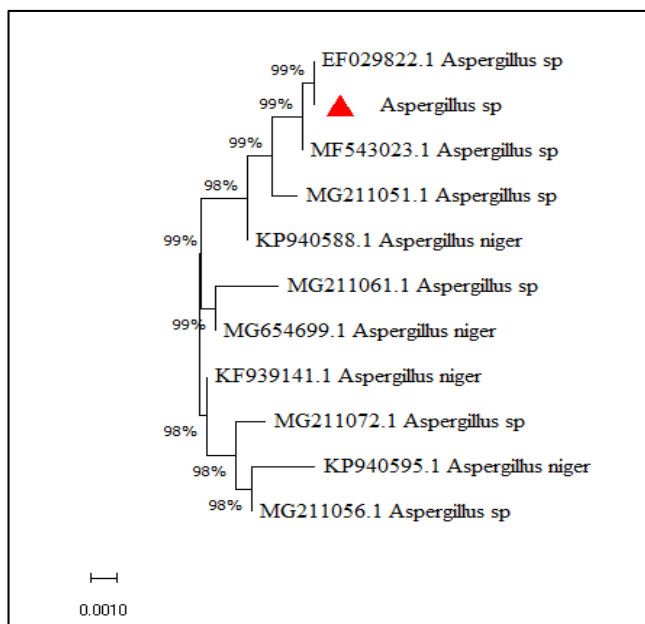 EF029822.1 Aspergillus sp
99%
Aspergillus sp
99%
MF543023.1 Aspergillus sp
99%
98%
MG211051.1 Aspergillus sp
KP940588.1 Aspergillus niger
99%
MG211061.1 Aspergillus sp
99%
MG654699.1 Aspergillus niger
KF939141.1 Aspergillus niger
MG211072.1 Aspergillus sp
98%
98%
KP940595.1 Aspergillus niger
98%
MG211056.1 Aspergillus sp
0.0010